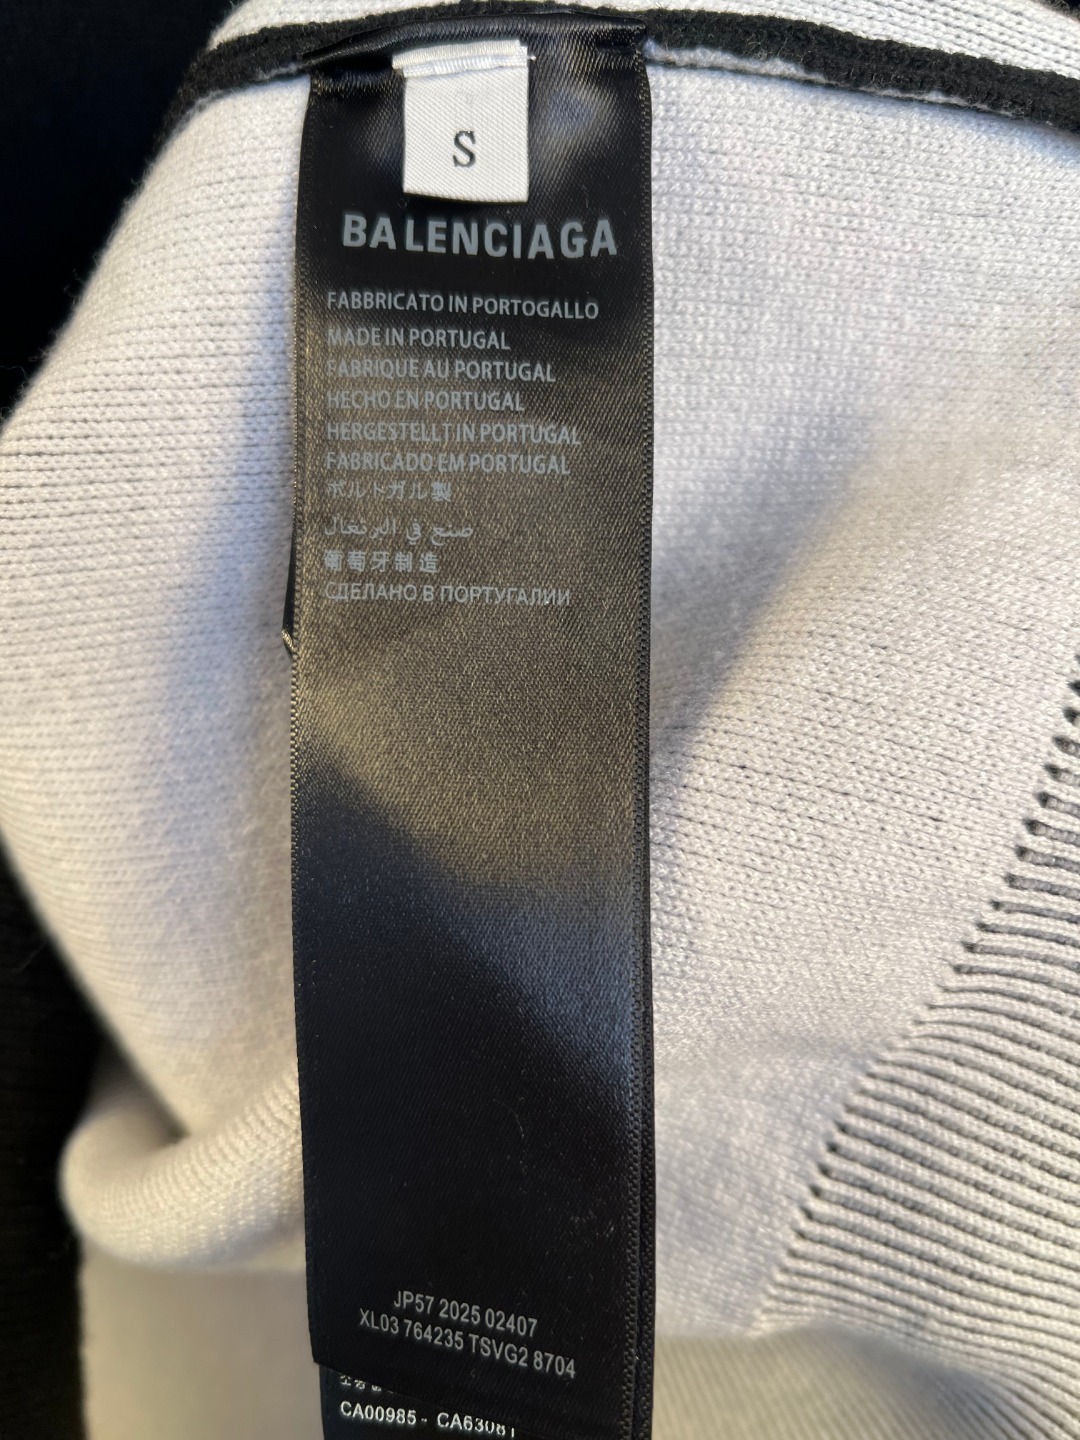 S
BALENCIAGA
FABBRICATO IN PORTOGALLO
MADE IN PORTUGAL
FABRIQUE AU PORTUGAL
HECHO EN PORTUGAL
HERGESTELLT IN PORTUGAL
FABRICADO EM PORTUGAL
ポルトガル製
صنع في البرتغال
葡萄牙制造
СДЕЛАНО В ПОРТУГАЛИИ
JP57 2025 02407
XL03 764235 TSVG2 8704
CA00985 - CA63081